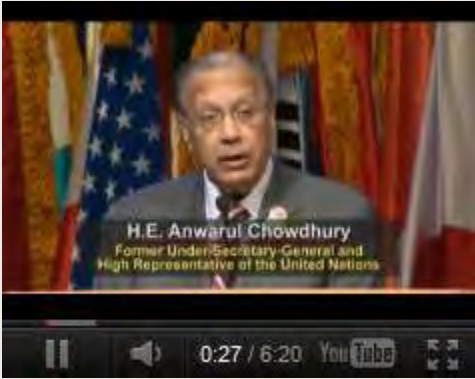 H.E. Anwarul Chowdhury
Former Under-Secretary-General and
High Representative of the United Nations
0:27 / 6:20 YouTube